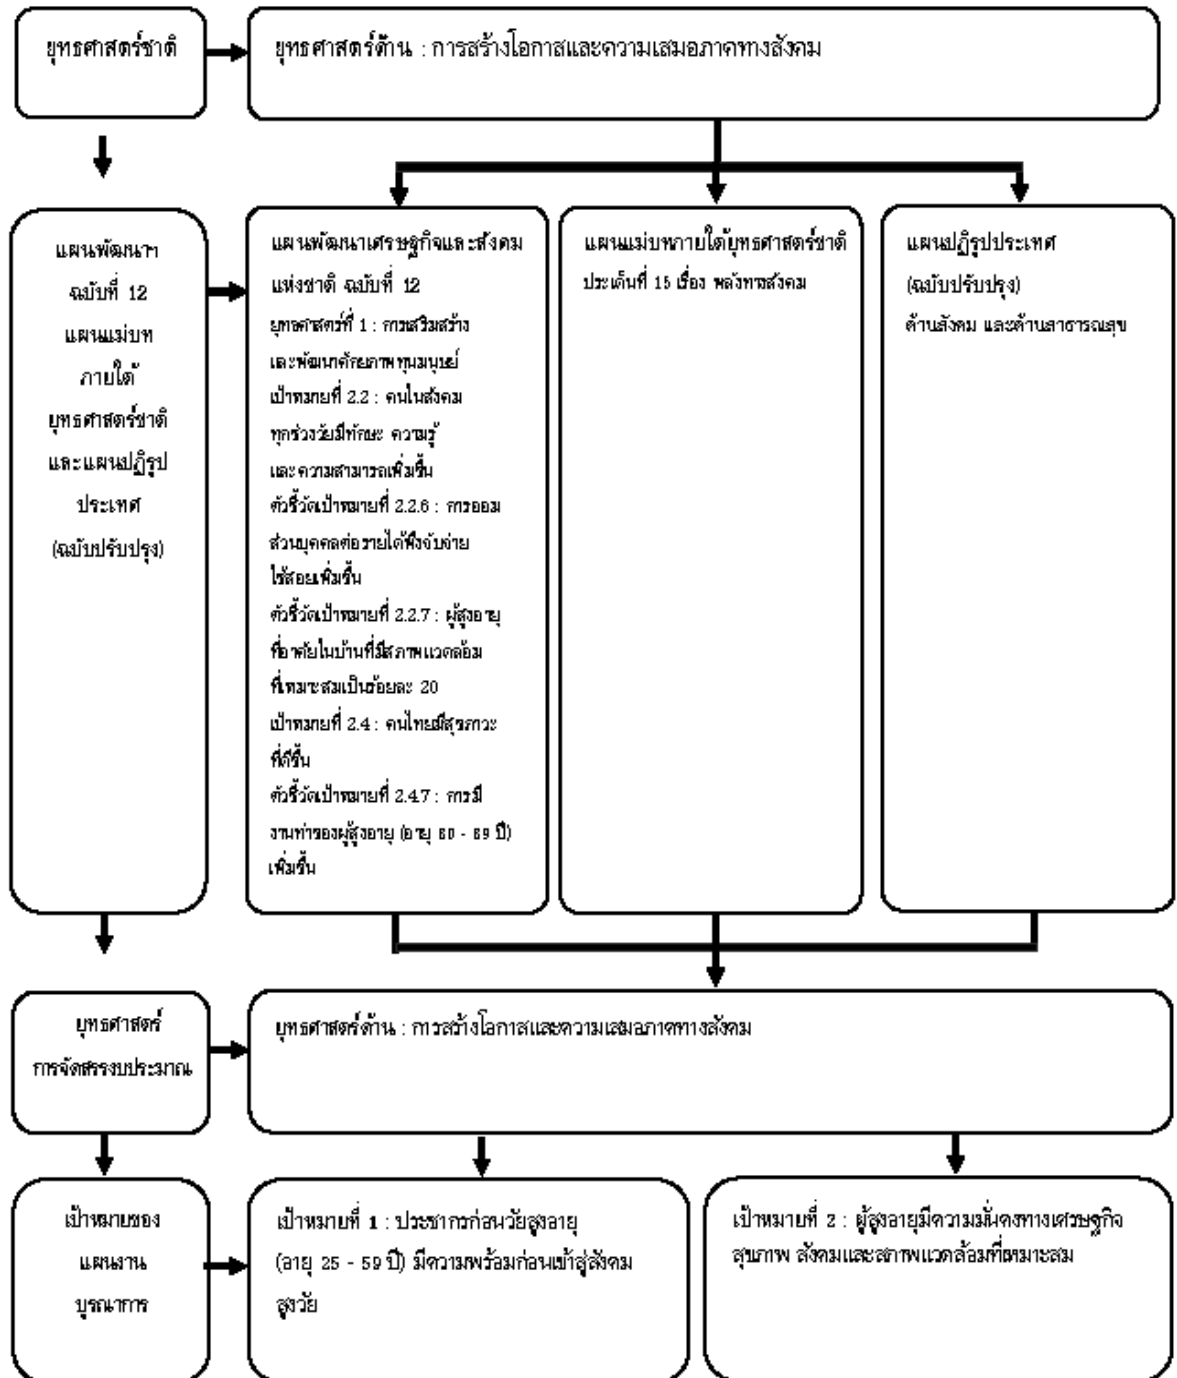 ยุทธศาสตร์ชาติ
ยุทธศาสตร์ด้าน : การสร้างโอกาสและความเสมอภาคทางสังคม
แผนพัฒนาฯ
ฉบับที่ 12
แผนแม่บท
ภายใต้
ยุทธศาสตร์ชาติ
และแผนปฏิรูป
ประเทศ
(ฉบับปรับปรุง)
แผนพัฒนาเศรษฐกิจและสังคม
แห่งชาติ ฉบับที่ 12
ยุทธศาสตร์ที่ 1 : การเสริมสร้าง
และพัฒนาศักยภาพทุนมนุษย์
เป้าหมายที่ 2.2 : คนในสังคม
ทุกช่วงวัยมีทักษะ ความรู้
และความสามารถเพิ่มขึ้น
ตัวชี้วัดเป้าหมายที่ 2.2.6 : การออม
ส่วนบุคคลต่อรายได้พึงจับจ่าย
ใช้สอยเพิ่มขึ้น
ตัวชี้วัดเป้าหมายที่ 2.2.7 : ผู้สูงอายุ
ที่อาศัยในบ้านที่มีสภาพแวดล้อม
ที่เหมาะสมเป็นร้อยละ 20
เป้าหมายที่ 2.4 : คนไทยมีสุขภาวะ
ที่ดีขึ้น
ตัวชี้วัดเป้าหมายที่ 2.4.7 : การมี
งานทำของผู้สูงอายุ (อายุ 60 - 69 ปี)
เพิ่มขึ้น
แผนแม่บทภายใต้ยุทธศาสตร์ชาติ
ประเด็นที่ 15 เรื่อง พลังทางสังคม
แผนปฏิรูปประเทศ
(ฉบับปรับปรุง)
ด้านสังคม และด้านสาธารณสุข
ยุทธศาสตร์
การจัดสรรงบประมาณ
ยุทธศาสตร์ด้าน : การสร้างโอกาสและความเสมอภาคทางสังคม
เป้าหมายของ
แผนงาน
บูรณาการ
เป้าหมายที่ 1 : ประชากรก่อนวัยสูงอายุ
(อายุ 25 - 59 ปี) มีความพร้อมก่อนเข้าสู่สังคม
สูงวัย
เป้าหมายที่ 2 : ผู้สูงอายุมีความมั่นคงทางเศรษฐกิจ
สุขภาพ สังคมและสภาพแวดล้อมที่เหมาะสม